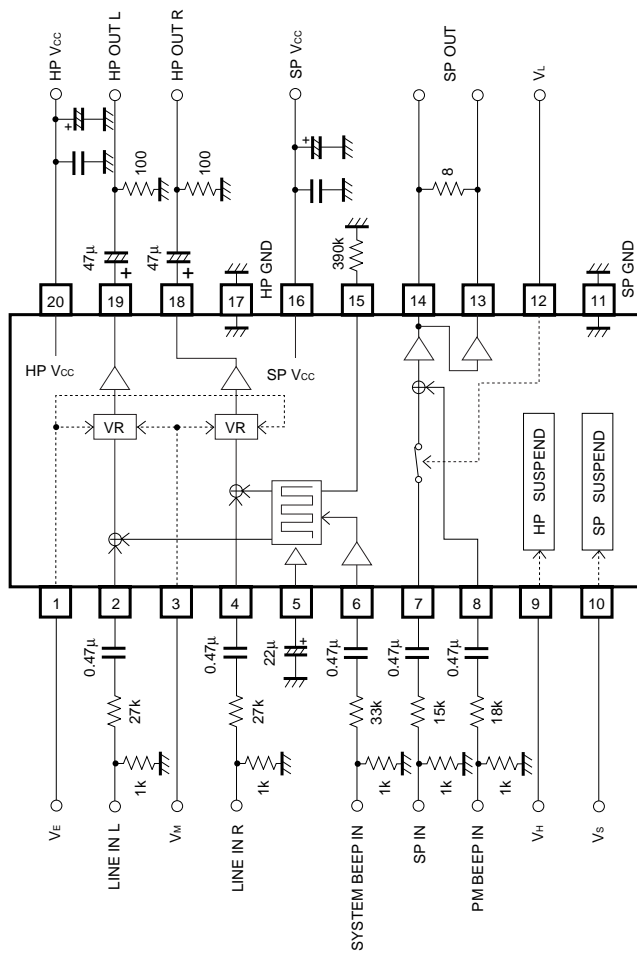 HP Vcc
HP OUT L
HP OUT R
SP Vcc
SP OUT
VL
+
100
100
8
47μ
+
47μ
+
HP GND
+
390k
SP GND
20
19
18
17
16
15
14
13
12
11
HP Vcc
SP Vcc
VR
VR
HP SUSPEND
SP SUSPEND
1
2
3
4
5
6
7
8
9
10
0.47μ
0.47μ
22μ
+
0.47μ
0.47μ
0.47μ
27k
27k
33k
15k
18k
1k
1k
1k
1k
1k
VE
LINE IN L
VM
LINE IN R
SYSTEM BEEP IN
SP IN
PM BEEP IN
VH
VS